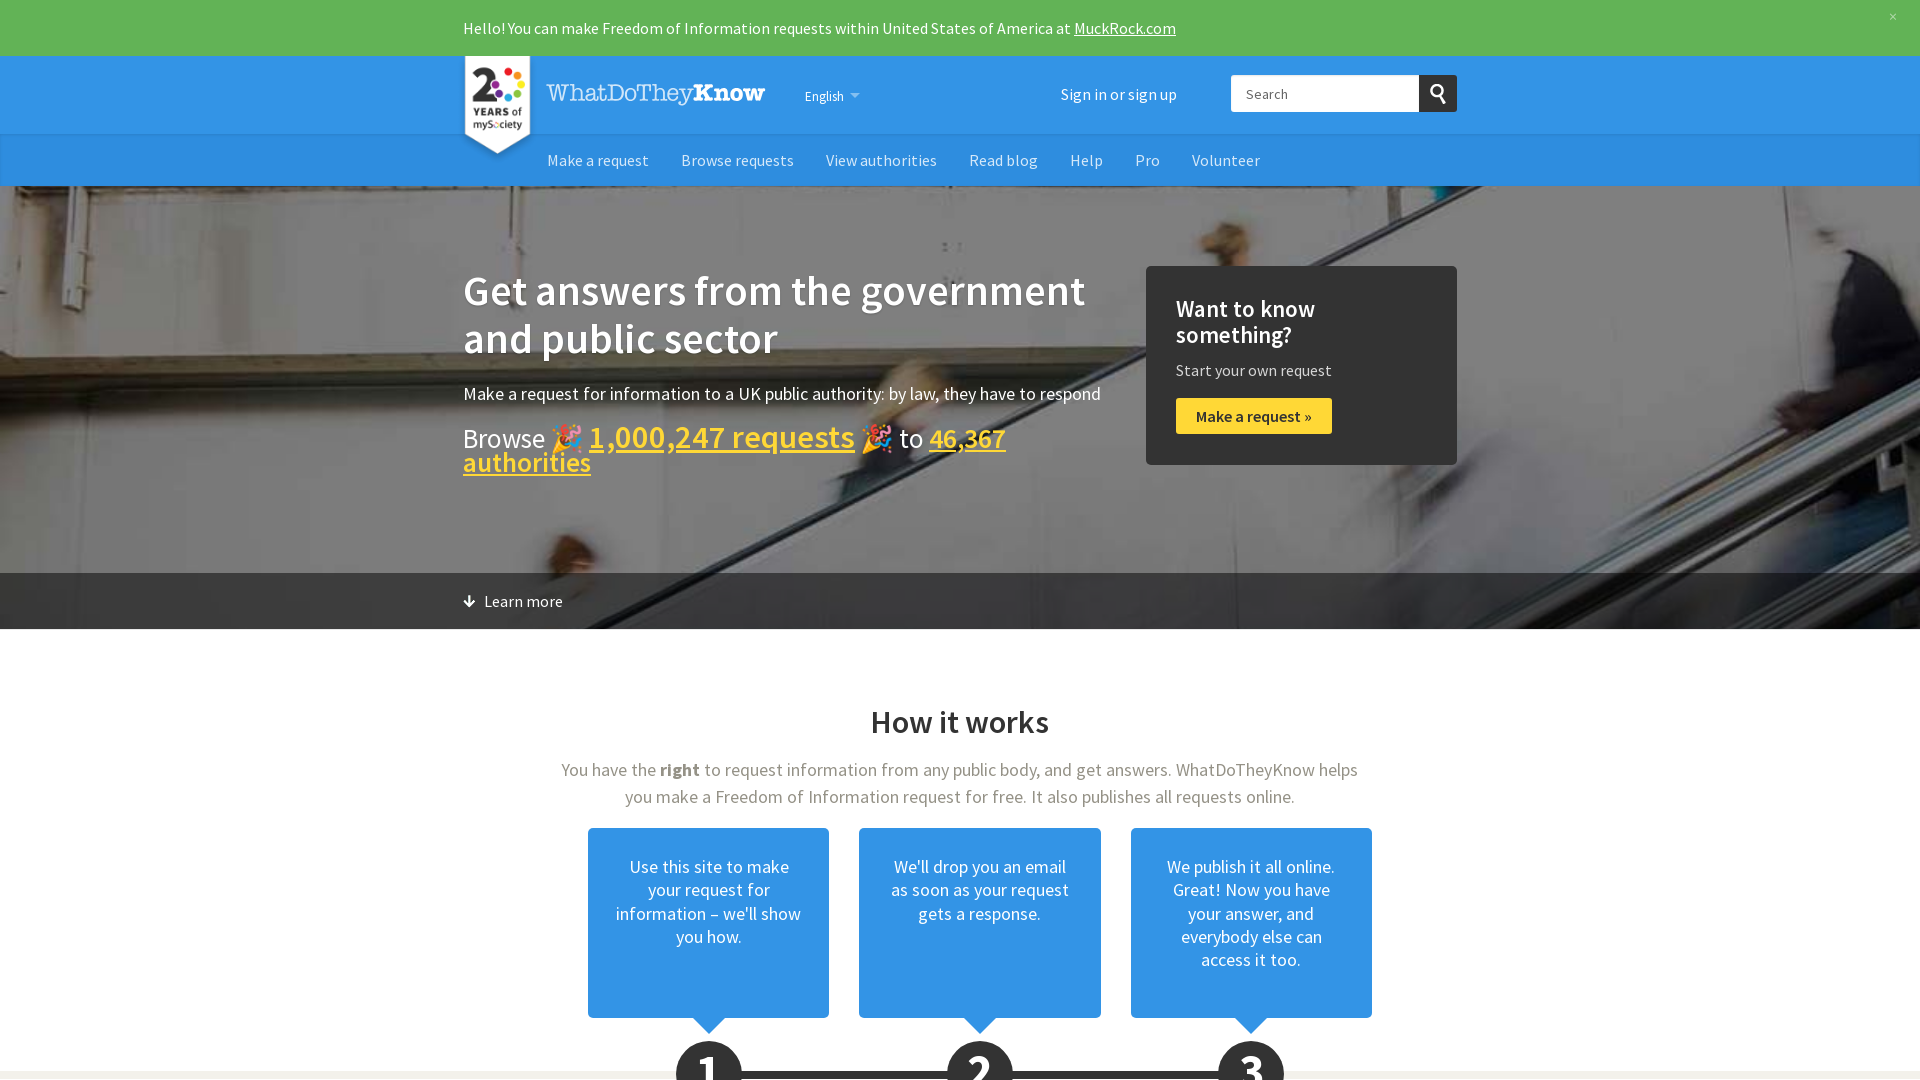 Hello! You can make Freedom of Information requests within United States of America at MuckRock.com
×
20
YEARS of
mySociety
WhatDoTheyKnow
English
Sign in or sign up
Search
Make a request
Browse requests
View authorities
Read blog
Help
Pro
Volunteer
Get answers from the government
and public sector
Make a request for information to a UK public authority: by law, they have to respond
Browse 🎉 1,000,247 requests 🎉 to 46,367
authorities
Want to know
something?
Start your own request
Make a request »
Learn more
How it works
You have the right to request information from any public body, and get answers. WhatDoTheyKnow helps
you make a Freedom of Information request for free. It also publishes all requests online.
Use this site to make
your request for
information – we'll show
you how.
We'll drop you an email
as soon as your request
gets a response.
We publish it all online.
Great! Now you have
your answer, and
everybody else can
access it too.
1
2
3